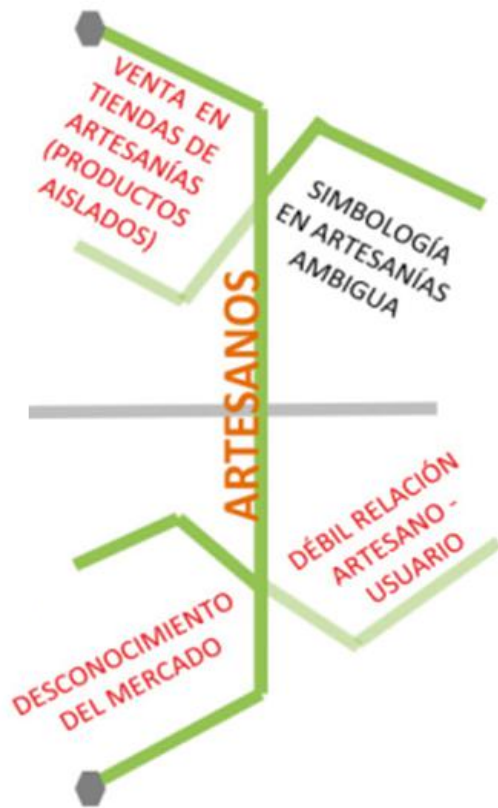 VENTA EN
TIENDAS DE
ARTESANÍAS
(PRODUCTOS
AISLADOS)
SIMBOLOGÍA
EN ARTESANÍAS
AMBIGUA
ARTESANOS
DÉBIL RELACIÓN
ARTESANO -
USUARIO
DESCONOCIMIENTO
DEL MERCADO